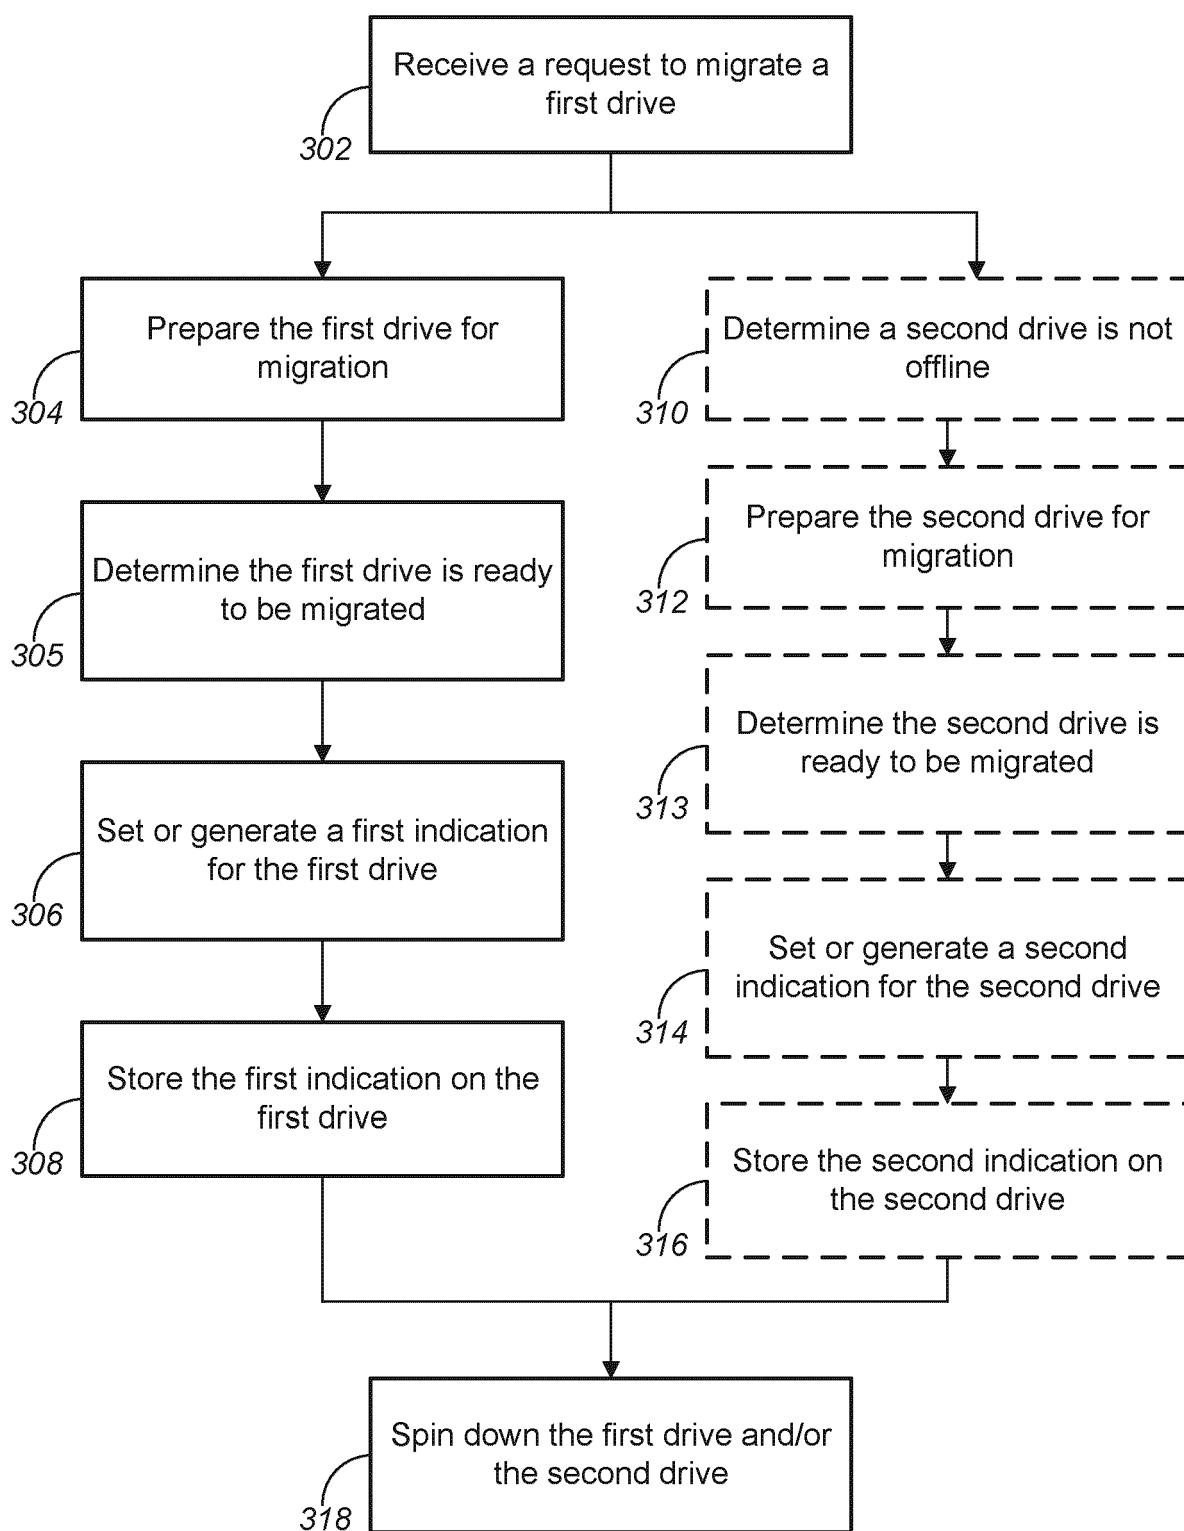 Receive a request to migrate a
first drive
302
Prepare the first drive for
migration
304
Determine the first drive is ready
to be migrated
305
Set or generate a first indication
for the first drive
306
Store the first indication on the
first drive
308
Determine a second drive is not
offline
310
Prepare the second drive for
migration
312
Determine the second drive is
ready to be migrated
313
Set or generate a second
indication for the second drive
314
Store the second indication on
the second drive
316
Spin down the first drive and/or
the second drive
318